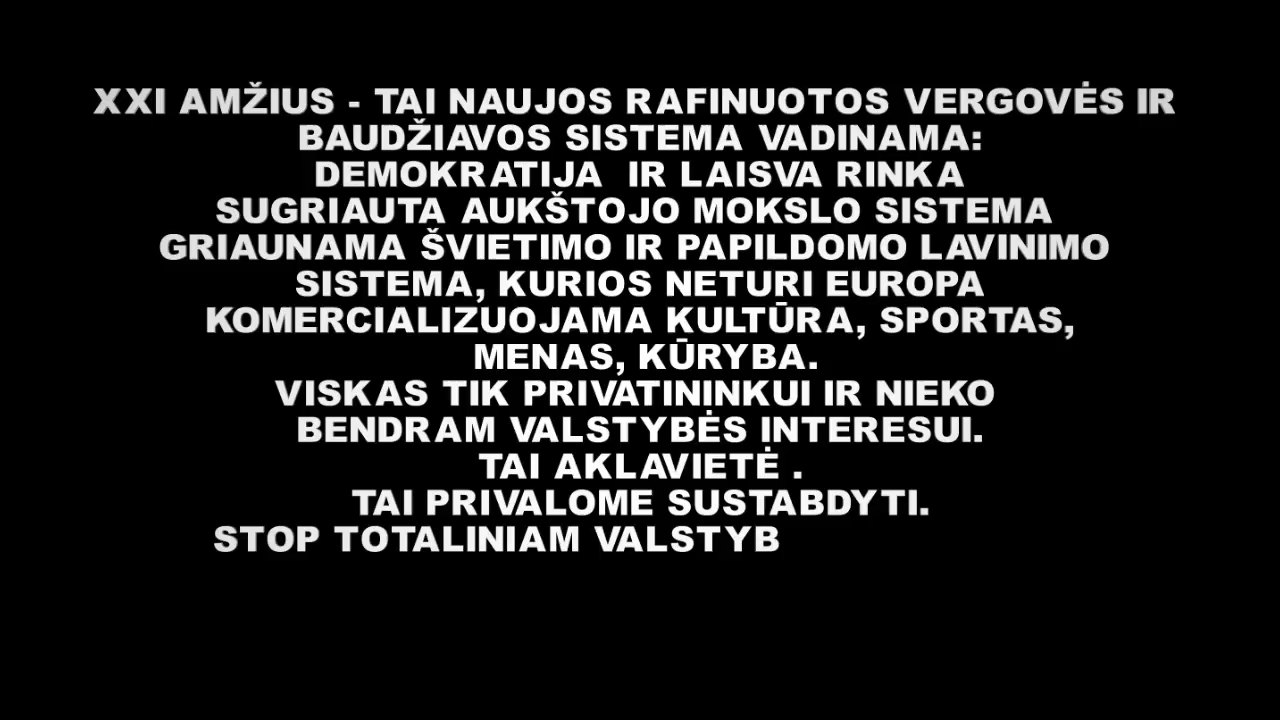 XXI AMŽIUS - TAI NAUJOS RAFINUOTOS VERGOVĖS IR
BAUDŽIAVOS SISTEMA VADINAMA:
DEMOKRATIJA IR LAISVA RINKA
SUGRIAUTA AUKŠTOJO MOKSLO SISTEMA
GRIAUNAMA ŠVIETIMO IR PAPILDOMO LAVINIMO
SISTEMA, KURIOS NETURI EUROPA
KOMERCIALIZUOJAMA KULTŪRA, SPORTAS,
MENAS, KŪRYBA.
VISKAS TIK PRIVATININKUI IR NIEKO
BENDRAM VALSTYBĖS INTERESUI.
TAI AKLAVIETĖ .
TAI PRIVALOME SUSTABDYTI.
STOP TOTALINIAM VALSTYB